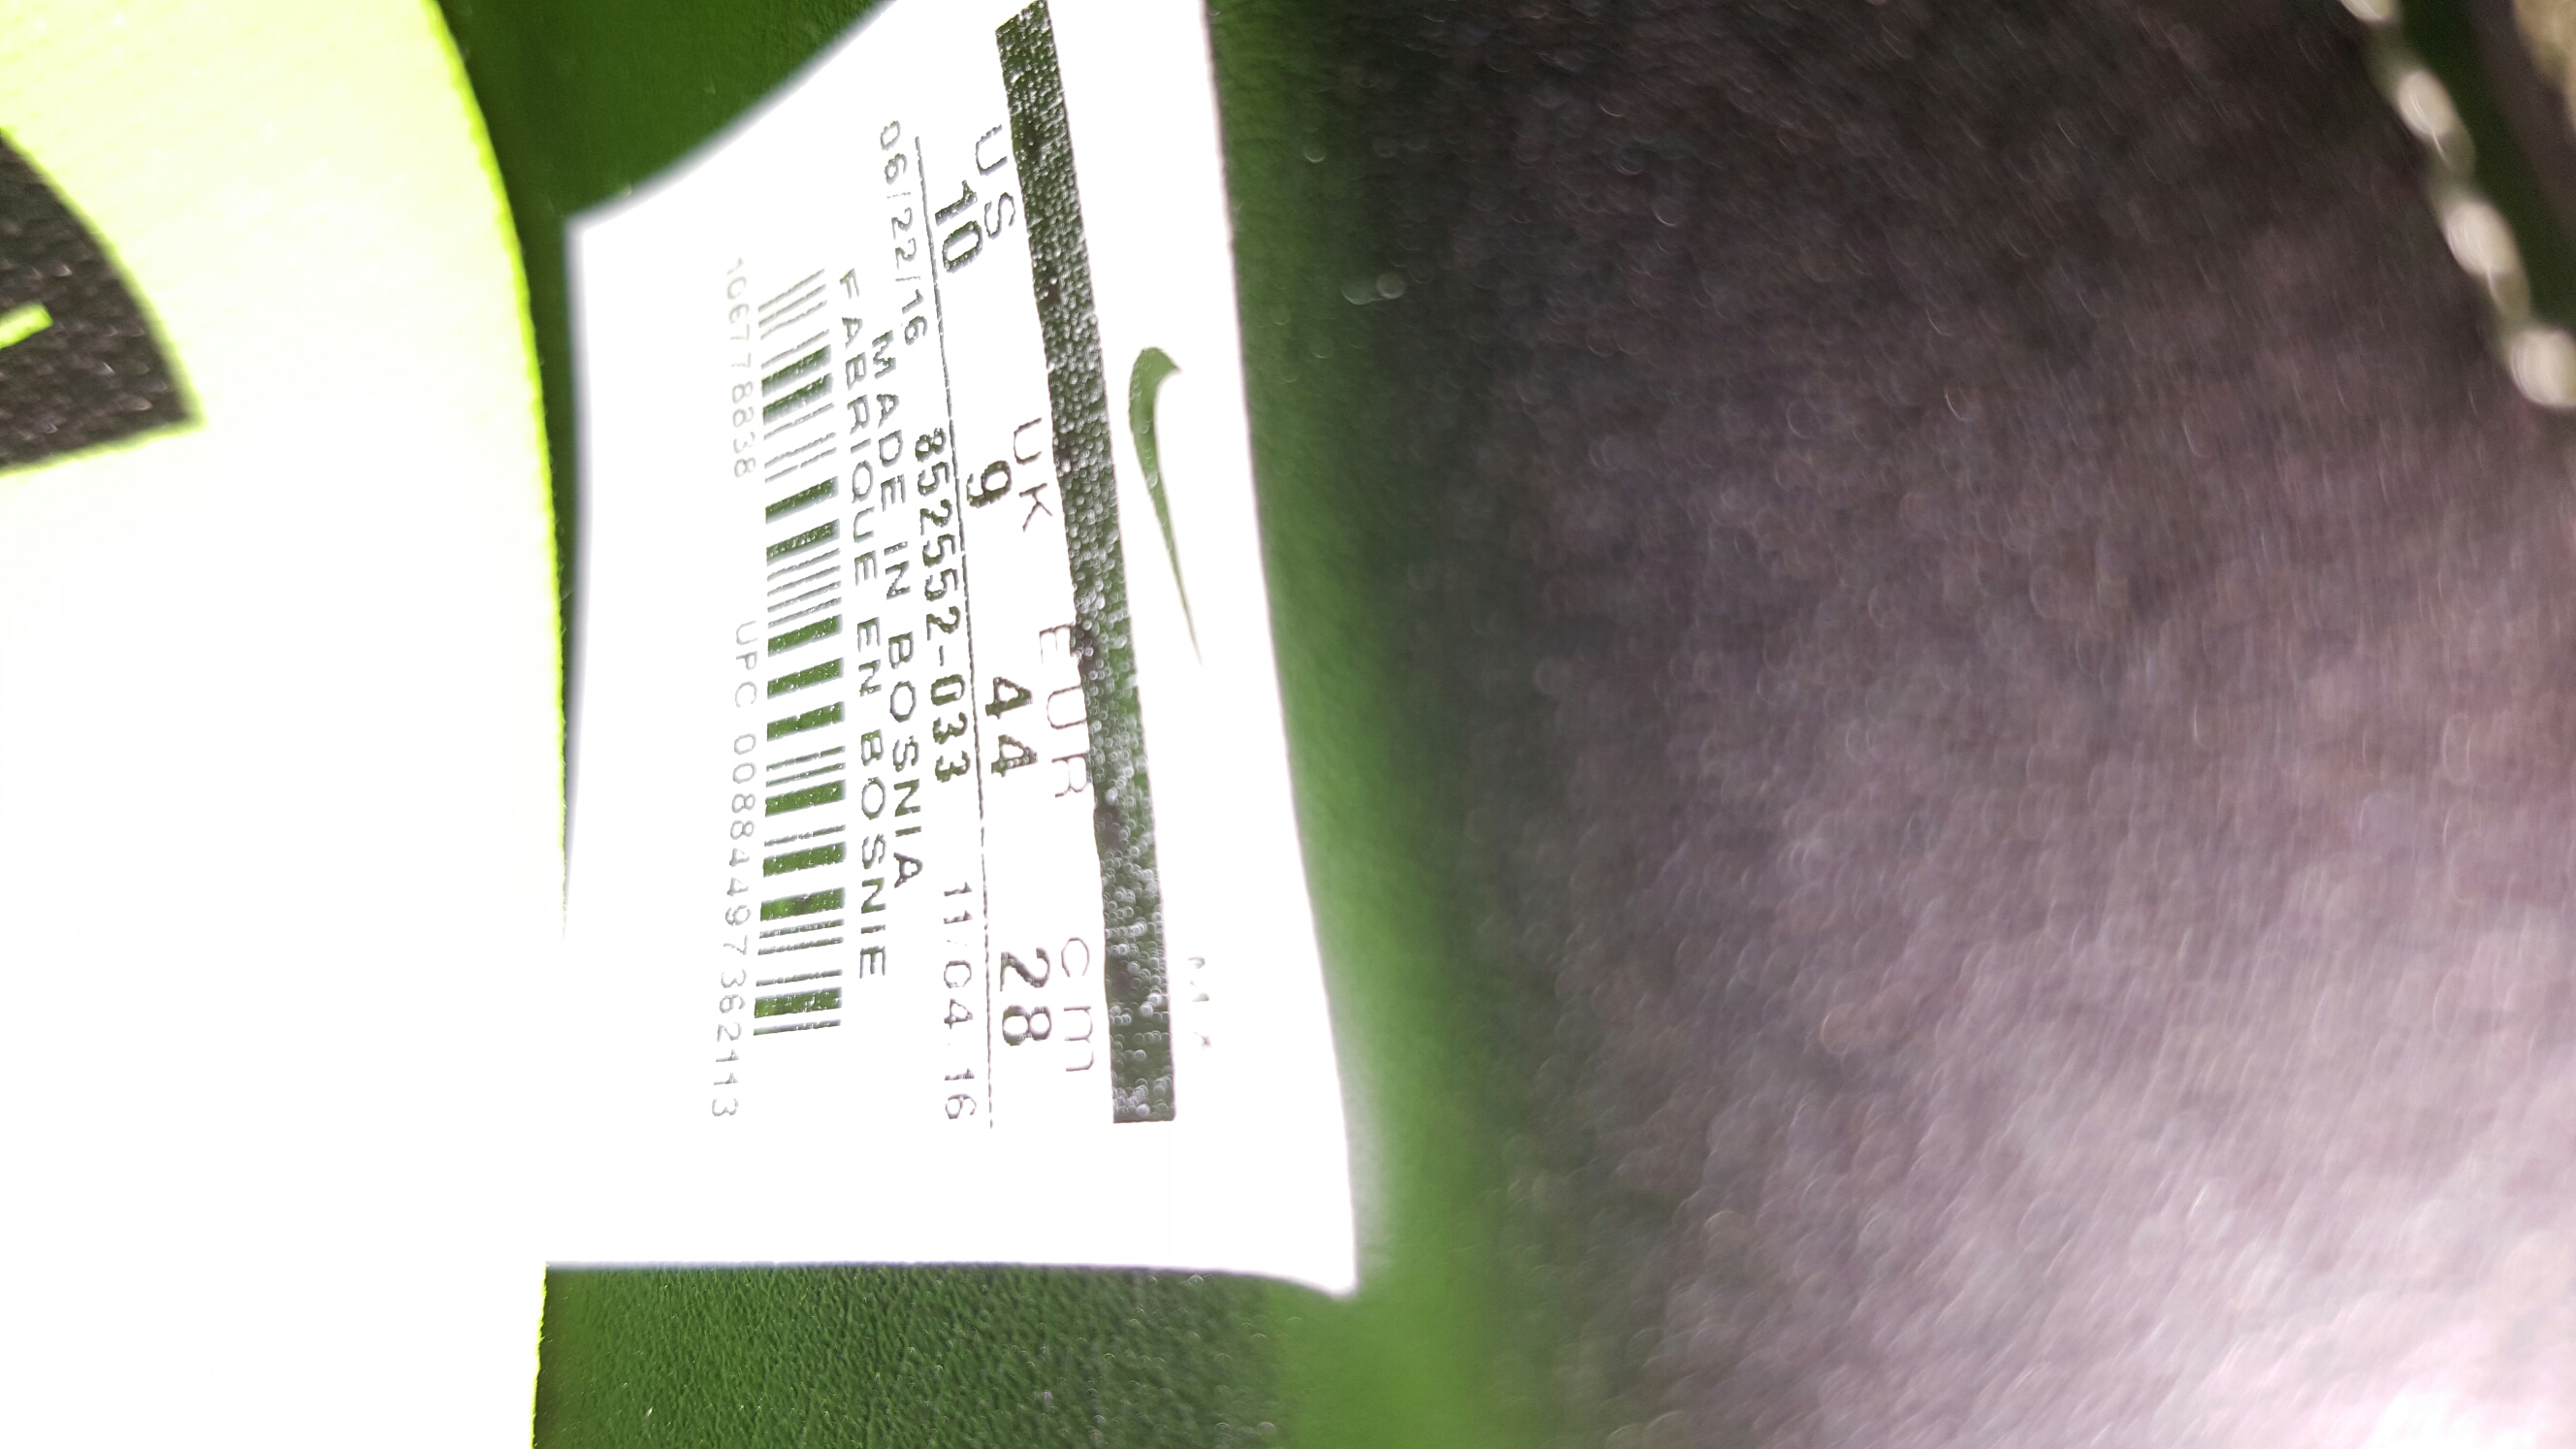 US UK EUR cm
10 9 44 28
06/22/16 852552-033 11/04.16
MADE IN BOSNIA
FABRIQUE EN BOSNIE
1067778838 UPC 00884497362113